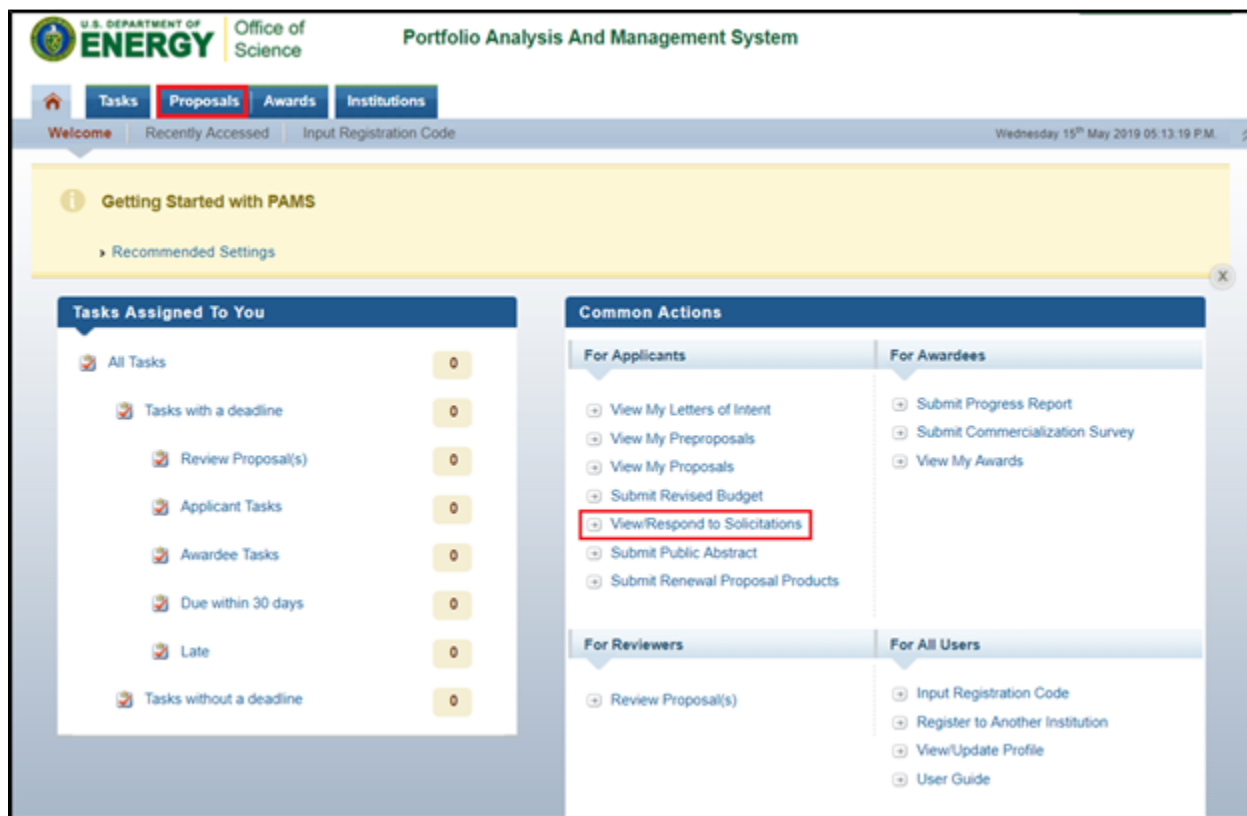 U.S. DEPARTMENT OF
ENERGY
Office of
Science
Portfolio Analysis And Management System
Tasks
Proposals
Awards
Institutions
Welcome
Recently Accessed
Input Registration Code
Wednesday 15th May 2019 05:13:19 P.M.
Getting Started with PAMS
Recommended Settings
X
Tasks Assigned To You
All Tasks 0
Tasks with a deadline 0
Review Proposal(s) 0
Applicant Tasks 0
Awardee Tasks 0
Due within 30 days 0
Late 0
Tasks without a deadline 0
Common Actions
For Applicants
View My Letters of Intent
View My Preproposals
View My Proposals
Submit Revised Budget
View/Respond to Solicitations
Submit Public Abstract
Submit Renewal Proposal Products
For Awardees
Submit Progress Report
Submit Commercialization Survey
View My Awards
For Reviewers
Review Proposal(s)
For All Users
Input Registration Code
Register to Another Institution
View/Update Profile
User Guide